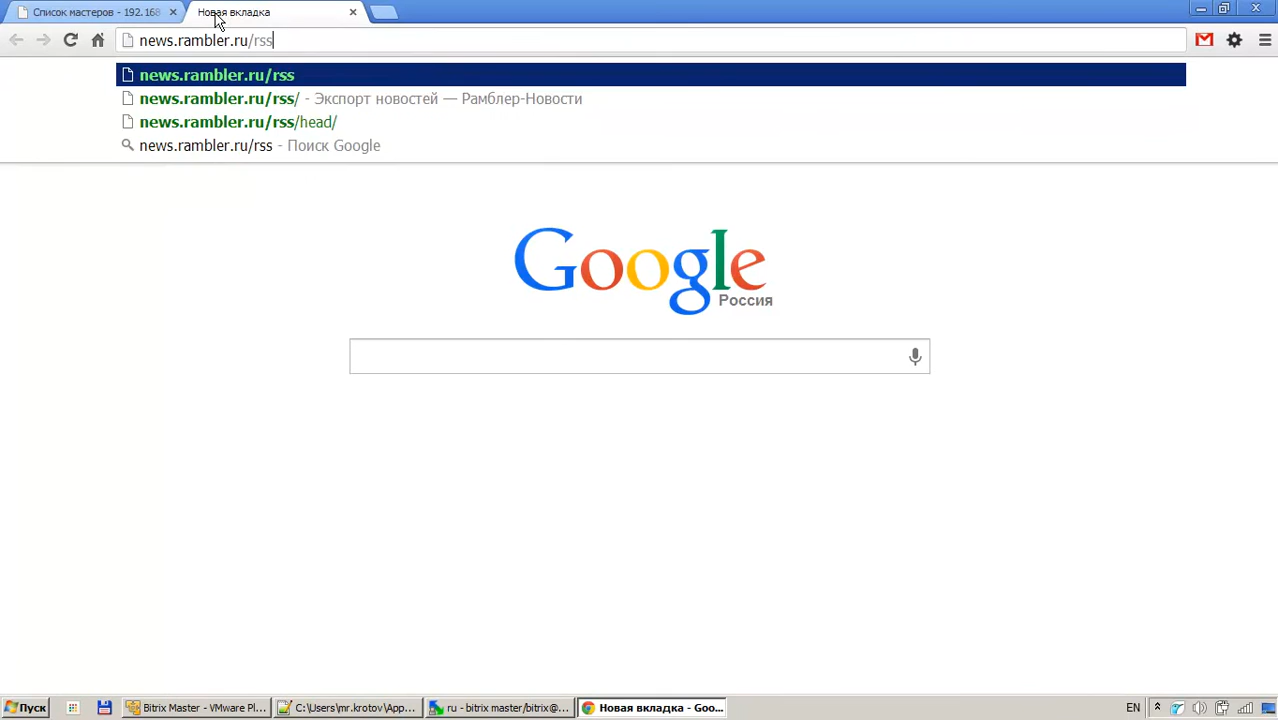 Список мастеров - 192.168
Новая вкладка
news.rambler.ru/rss
news.rambler.ru/rss
news.rambler.ru/rss/ - Экспорт новостей — Рамблер-Новости
news.rambler.ru/rss/head/
news.rambler.ru/rss - Поиск Google
Google
Россия
Пуск
Bitrix Master - VMware Pl...
C:\Users\mr.krotov\App...
ru - bitrix master/bitrix@...
Новая вкладка - Goo...
EN